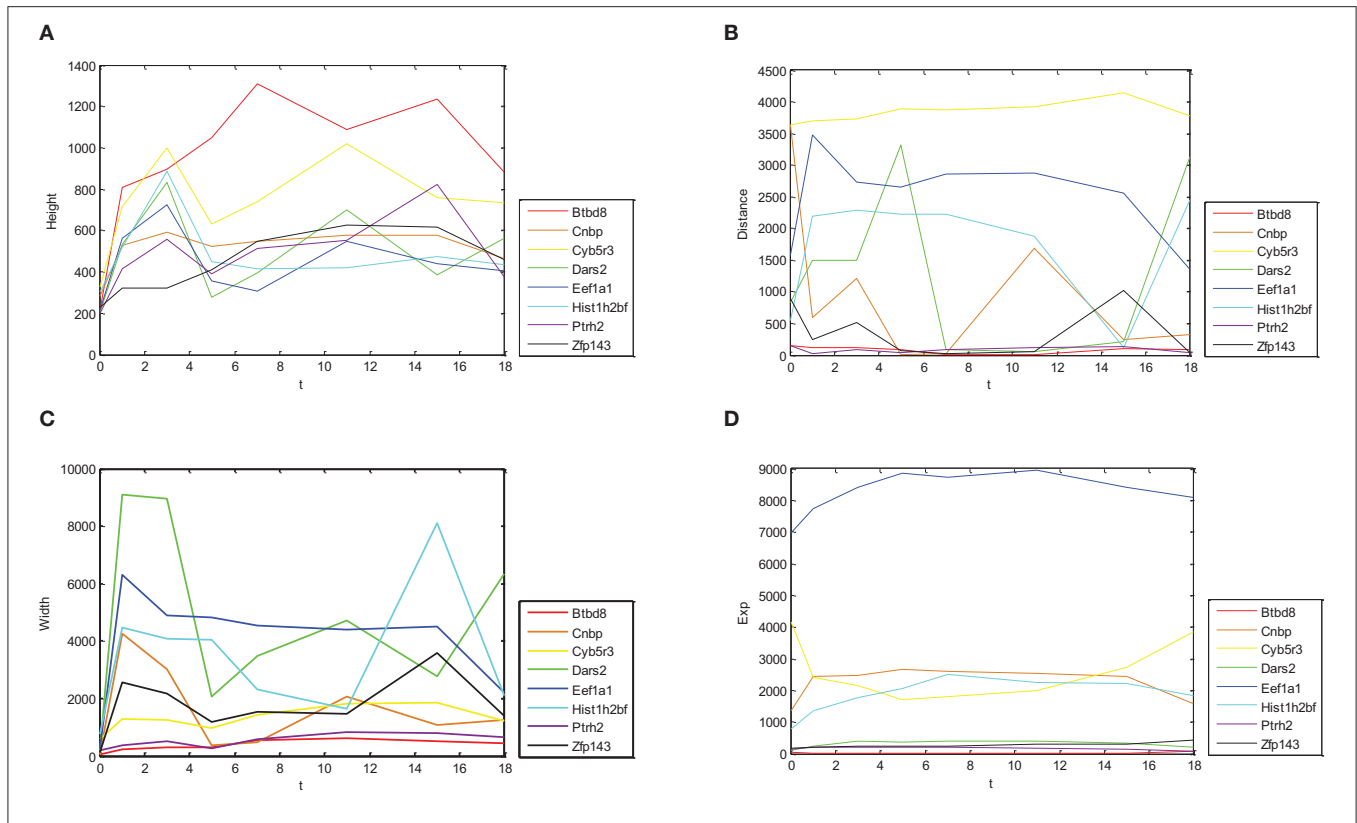 A
1400
1200
1000
800
600
400
200
0
Height
0 2 4 6 8 10 12 14 16 18
t
Btbd8
Cnbp
Cyb5r3
Dars2
Eef1a1
Hist1h2bf
Ptrh2
Zfp143
B
4500
4000
3500
3000
2500
2000
1500
1000
500
0
Distance
0 2 4 6 8 10 12 14 16 18
t
Btbd8
Cnbp
Cyb5r3
Dars2
Eef1a1
Hist1h2bf
Ptrh2
Zfp143
C
10000
8000
6000
4000
2000
0
Width
0 2 4 6 8 10 12 14 16 18
t
Btbd8
Cnbp
Cyb5r3
Dars2
Eef1a1
Hist1h2bf
Ptrh2
Zfp143
D
9000
8000
7000
6000
5000
4000
3000
2000
1000
0
Exp
0 2 4 6 8 10 12 14 16 18
t
Btbd8
Cnbp
Cyb5r3
Dars2
Eef1a1
Hist1h2bf
Ptrh2
Zfp143